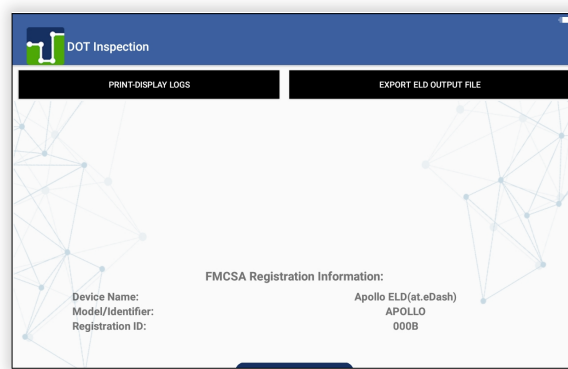 DOT Inspection
PRINT-DISPLAY LOGS EXPORT ELD OUTPUT FILE
FMCSA Registration Information:
Device Name: Apollo ELD(at.eDash)
Model/Identifier: APOLLO
Registration ID: 000B